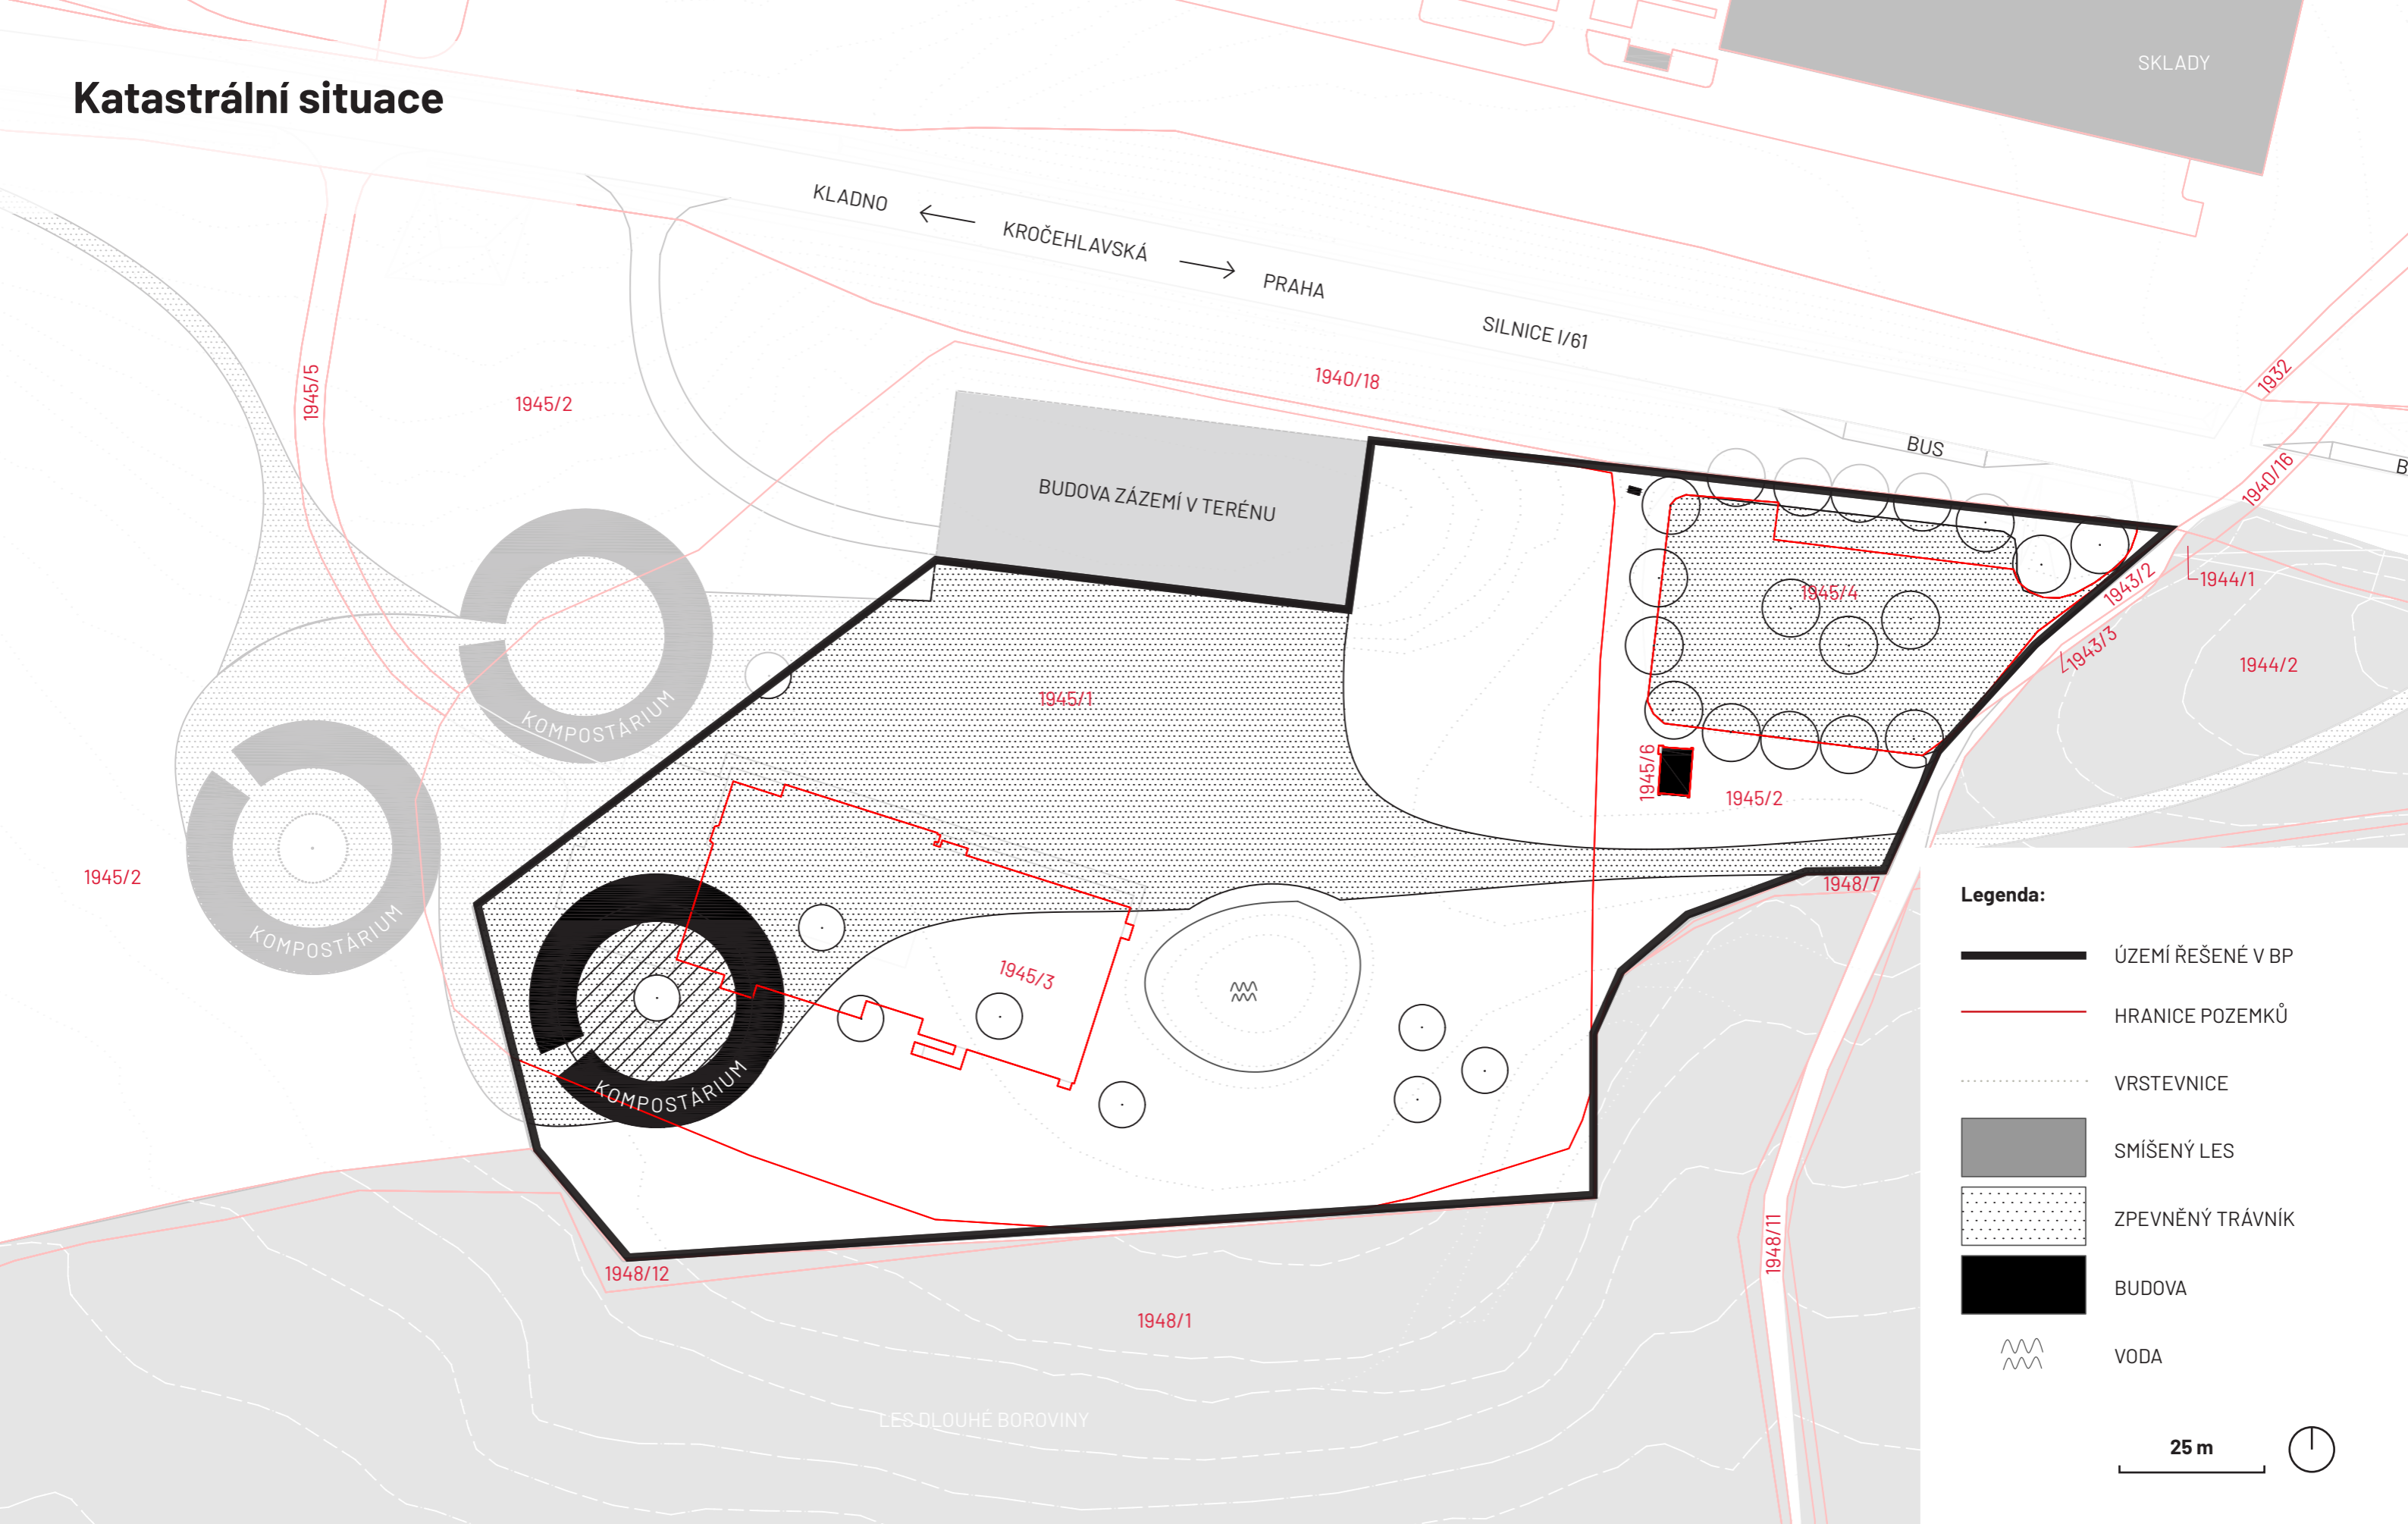 SKLADY
Katastrální situace
KLADNO
KROČEHLAVSKÁ
PRAHA
SILNICE I/61
1940/18
1932
1945/5
1945/2
BUS
B
1940/16
BUDOVA ZÁZEMÍ V TERÉNU
1945/4
1943/2
1944/1
1943/3
1944/2
1945/1
KOMPOSTÁRIUM
1945/6
1945/2
1945/2
KOMPOSTÁRIUM
1948/7
1945/3
KOMPOSTÁRIUM
1948/12
1948/11
1948/1
LES DLOUHÉ BOROVINY
Legenda:
ÚZEMÍ ŘEŠENÉ V BP
HRANICE POZEMKŮ
VRSTEVNICE
SMÍŠENÝ LES
ZPEVNĚNÝ TRÁVNÍK
BUDOVA
VODA
25 m